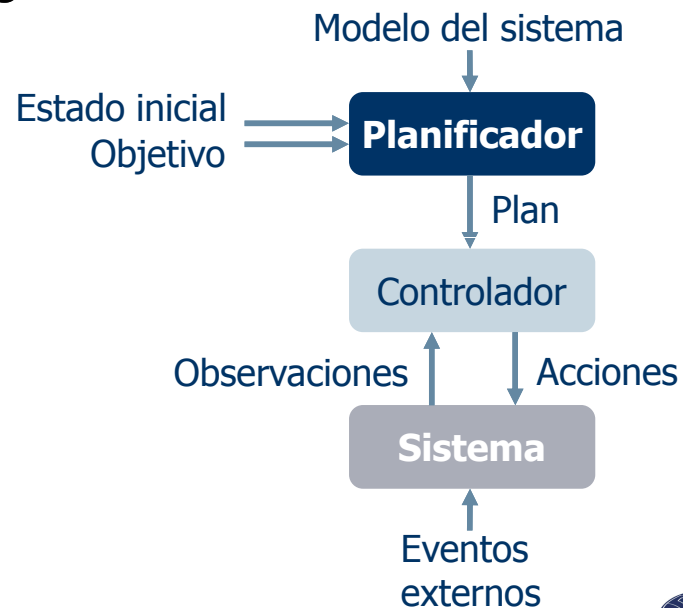 Modelo del sistema
Estado inicial
Objetivo
Planificador
Plan
Controlador
Observaciones
Acciones
Sistema
Eventos
externos